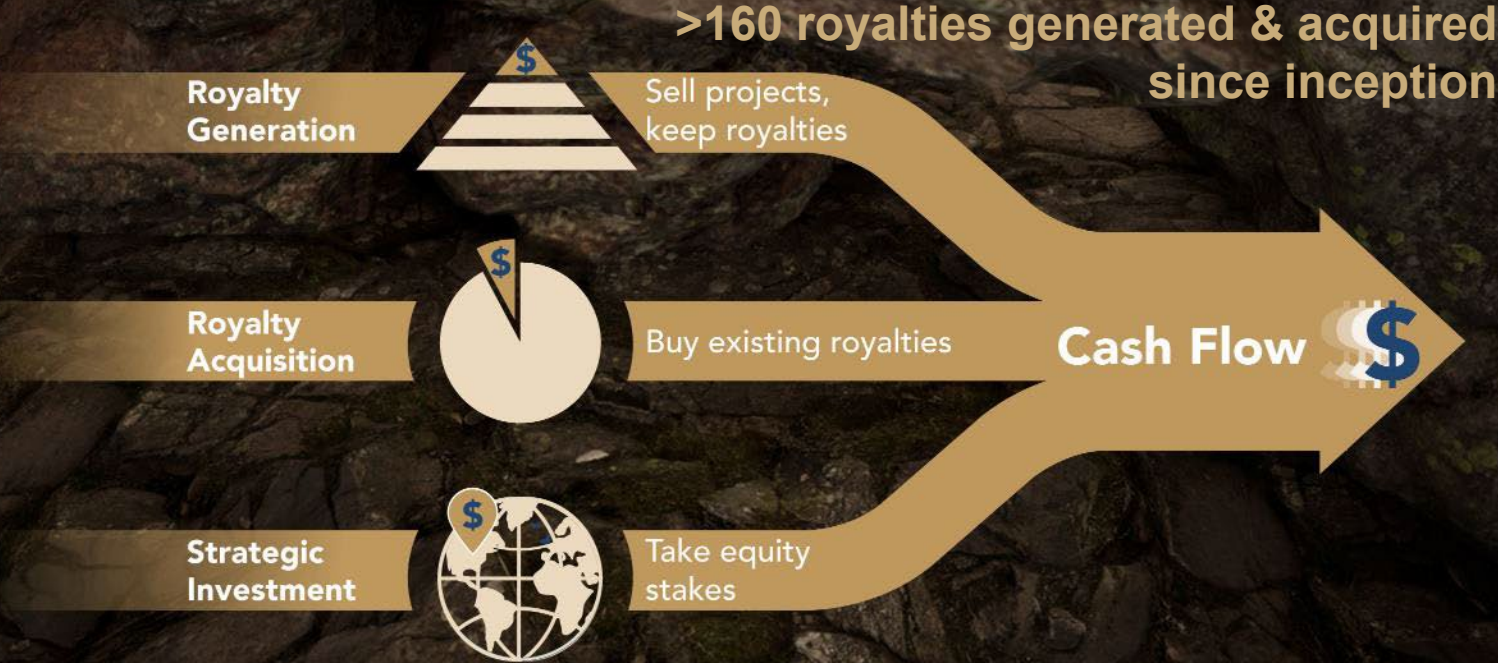 >160 royalties generated & acquired
since inception
Royalty
Generation
$
Sell projects,
keep royalties
Royalty
Acquisition
$
Buy existing royalties
Cash Flow $
Strategic
Investment
$
Take equity
stakes